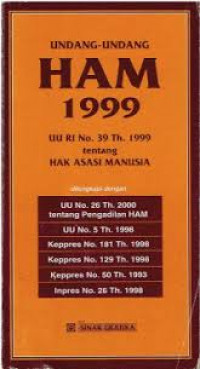 UNDANG-UNDANG
HAM
1999
UU RI No. 39 Th. 1999
tentang
HAK ASASI MANUSIA
dilengkapi dengan
UU No. 26 Th. 2000
tentang Pengadilan HAM
UU No. 5 Th. 1998
Keppres No. 181 Th. 1998
Keppres No. 129 Th. 1998
Keppres No. 50 Th. 1993
Inpres No. 26 Th. 1998
SINAR GRAFIKA